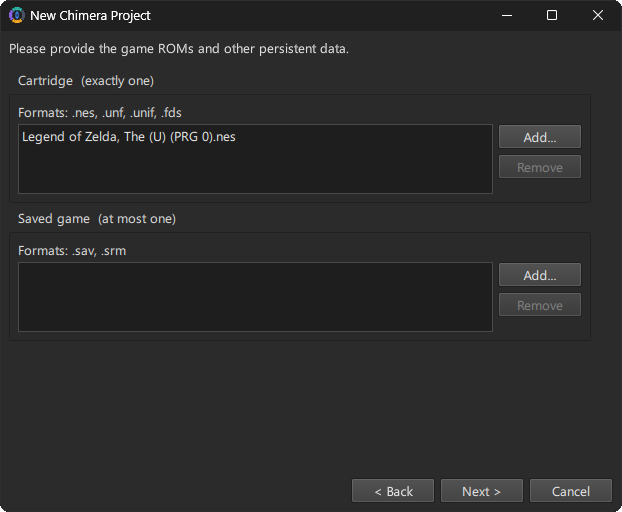 New Chimera Project
Please provide the game ROMs and other persistent data.
Cartridge (exactly one)
Formats: .nes, .unf, .unif, .fds
Legend of Zelda, The (U) (PRG 0).nes
Add...
Remove
Saved game (at most one)
Formats: .sav, .srm
Add...
Remove
< Back
Next >
Cancel